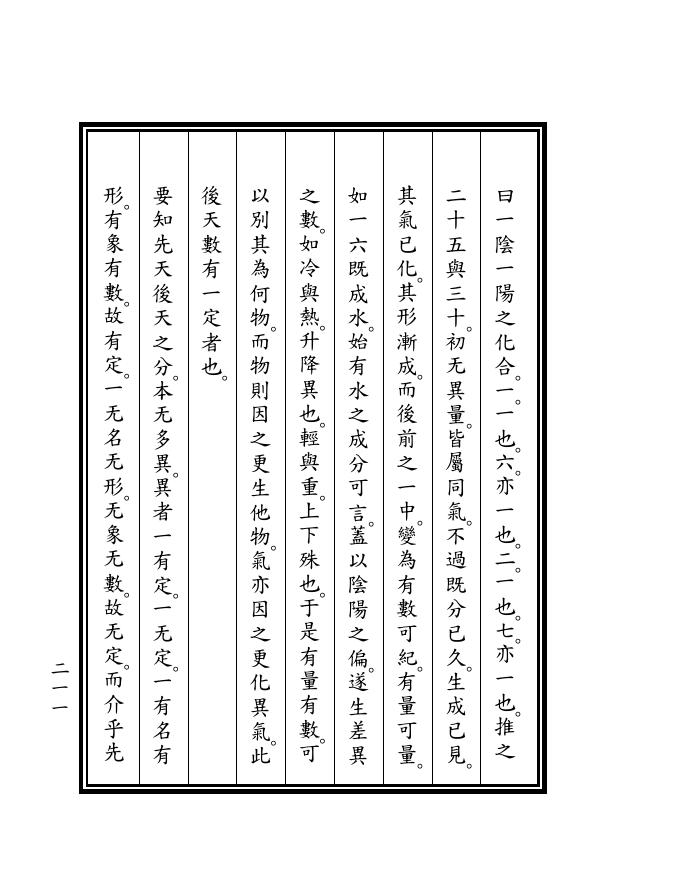 曰一陰一陽之化合。一。一也。六。亦一也。二。一也。七。亦一也。推之
二十五與三十。初无異量。皆屬同氣。不過既分已久。生成已見。
其氣已化。其形漸成。而後前之一中。變為有數可紀。有量可量。
如一六既成水。始有水之成分可言。蓋以陰陽之偏。遂生差異
之數。如冷與熱。升降異也。輕與重。上下殊也。于是有量有數。可
以別其為何物。而物則因之更生他物。氣亦因之更化異氣。此
後天數有一定者也。
要知先天後天之分。本无多異。異者一有定。一无定。一有名有
形。有象有數。故有定。一无名无形。无象无數。故无定。而介乎先
二一一